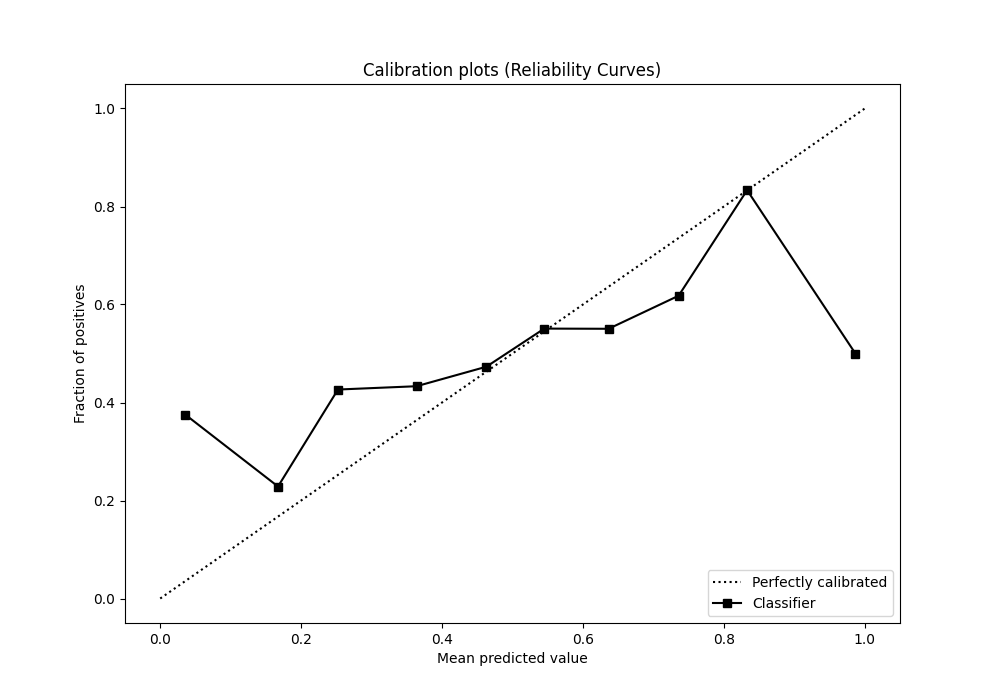 Calibration plots (Reliability Curves)
1.0
0.8
0.6
0.4
0.2
0.0
Fraction of positives
0.0 0.2 0.4 0.6 0.8 1.0
Mean predicted value
Perfectly calibrated
Classifier